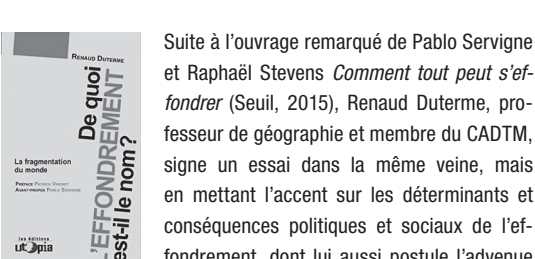 RENAUD DUTERME
De quoi
L'EFFONDREMENT
est-il le nom?
La fragmentation
du monde
PRÉFACE PATRICK VIVERET
AVANT-PROPOS PABLO SERVIGNE
les éditions
utopia
Suite à l'ouvrage remarqué de Pablo Servigne
et Raphaël Stevens Comment tout peut s'ef-
fondrer (Seuil, 2015), Renaud Duterme, pro-
fesseur de géographie et membre du CADTM,
signe un essai dans la même veine, mais
en mettant l'accent sur les déterminants et
conséquences politiques et sociaux de l'ef-
fondrement, dont lui aussi postule l'advenue